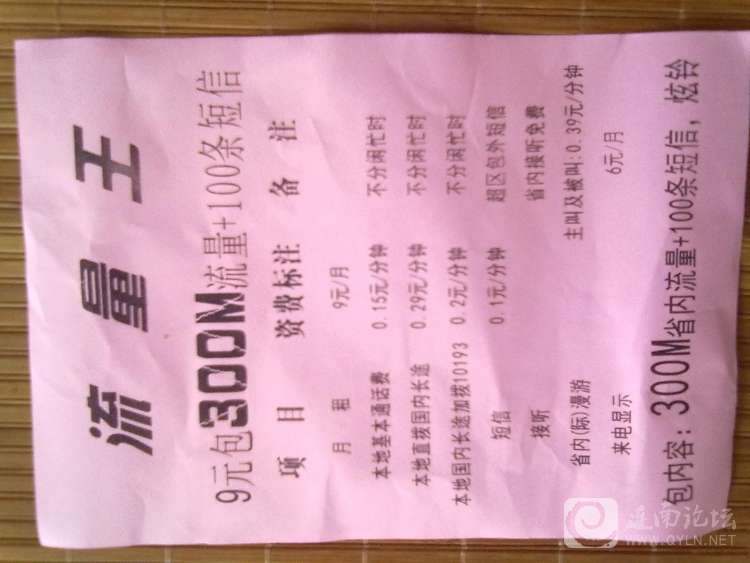 流量王
9元包300M流量+100条短信
项目 资费标注 备注
月租 9元/月
本地基本通话费 0.15元/分钟 不分闲忙时
本地直拨国内长途 0.29元/分钟 不分闲忙时
本地国内长途加拨10193 0.2元/分钟 不分闲忙时
短信 0.1元/分钟 超区包外短信
接听 省内接听免费
省内(际)漫游 主叫及被叫:0.39元/分钟
来电显示 6元/月
包内容：300M省内流量+100条短信，炫铃
连南论坛
WWW.QYLN.NET